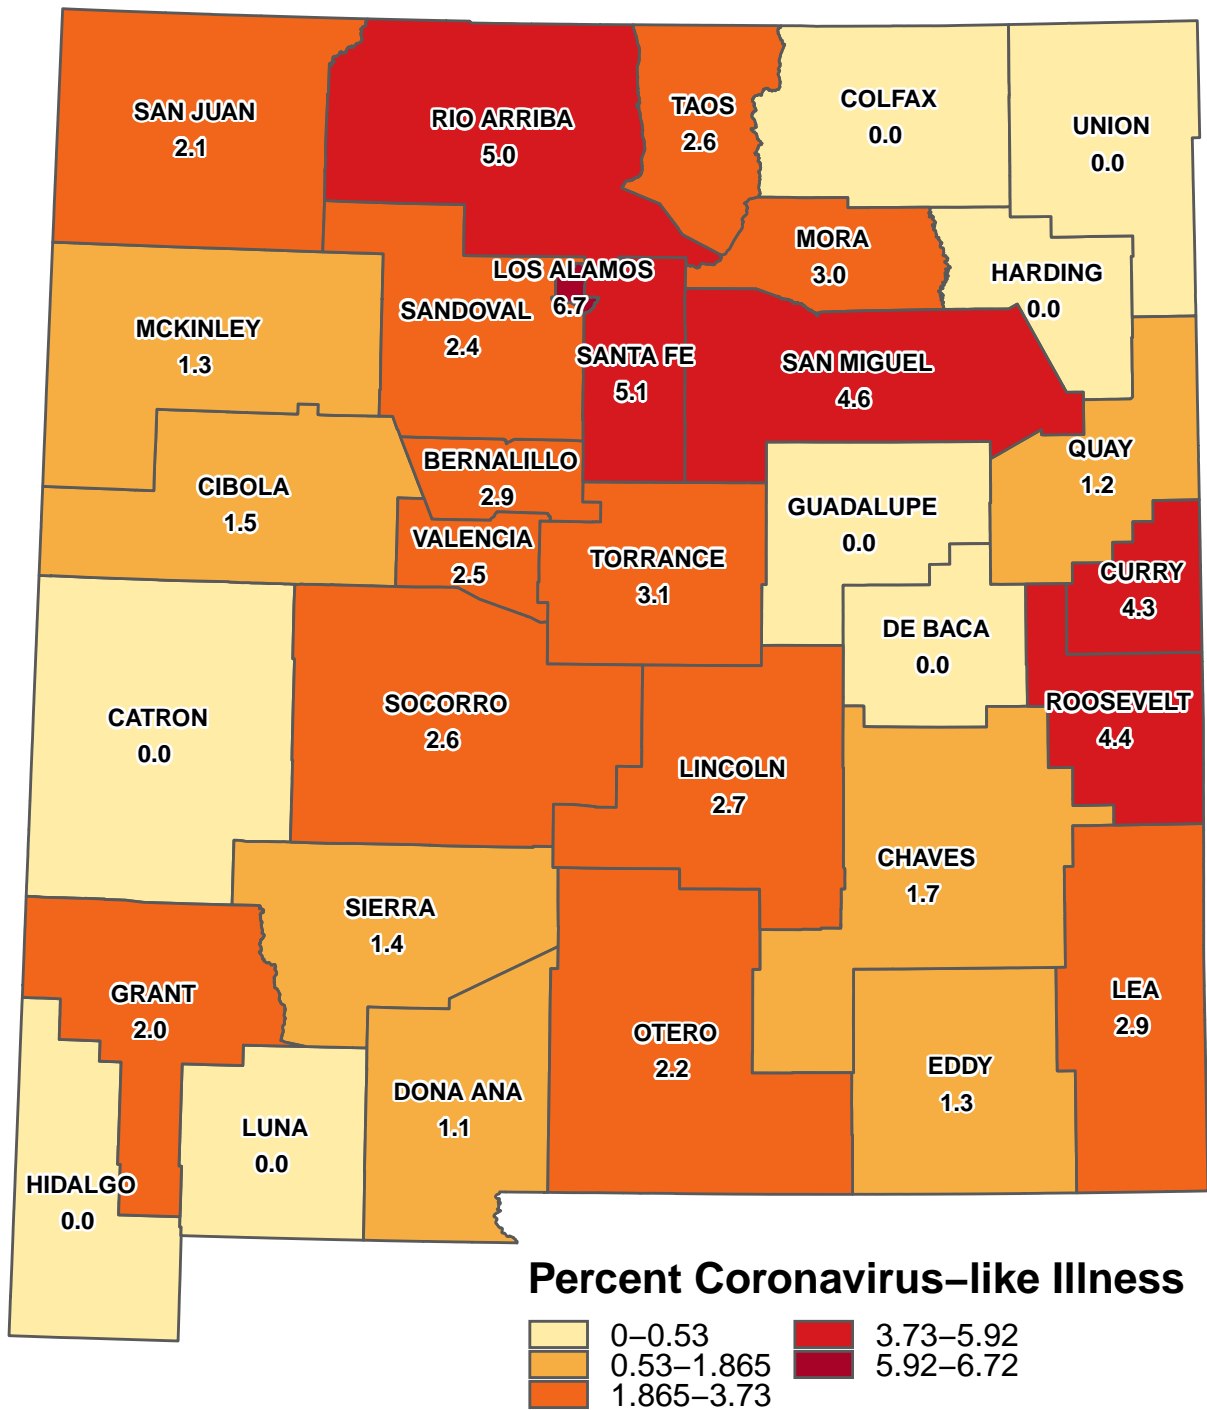 SAN JUAN
2.1
RIO ARRIBA
5.0
TAOS
2.6
COLFAX
0.0
UNION
0.0
MORA
3.0
HARDING
0.0
LOS ALAMOS
6.7
SANDOVAL
2.4
MCKINLEY
1.3
SANTA FE
5.1
SAN MIGUEL
4.6
QUAY
1.2
BERNALILLO
2.9
CIBOLA
1.5
GUADALUPE
0.0
VALENCIA
2.5
TORRANCE
3.1
CURRY
4.3
DE BACA
0.0
ROOSEVELT
4.4
CATRON
0.0
SOCORRO
2.6
LINCOLN
2.7
CHAVES
1.7
SIERRA
1.4
GRANT
2.0
LEA
2.9
OTERO
2.2
EDDY
1.3
DONA ANA
1.1
LUNA
0.0
HIDALGO
0.0
Percent Coronavirus−like Illness
0−0.53
0.53−1.865
1.865−3.73
3.73−5.92
5.92−6.72